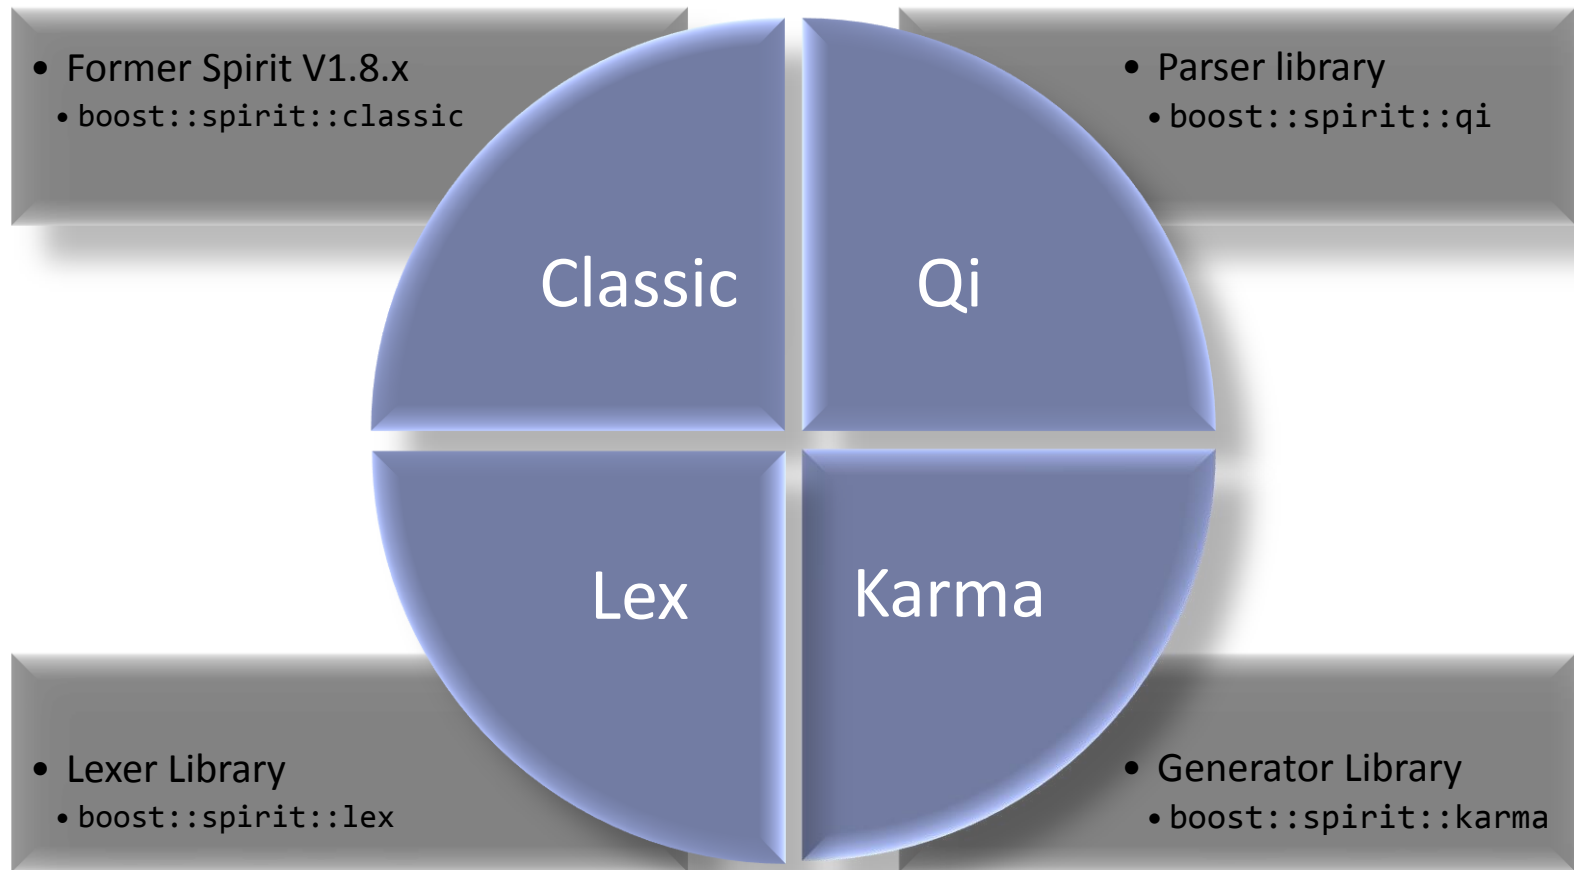 • Former Spirit V1.8.x
• boost::spirit::classic
• Parser library
• boost::spirit::qi
Classic
Qi
Lex
Karma
• Lexer Library
• boost::spirit::lex
• Generator Library
• boost::spirit::karma